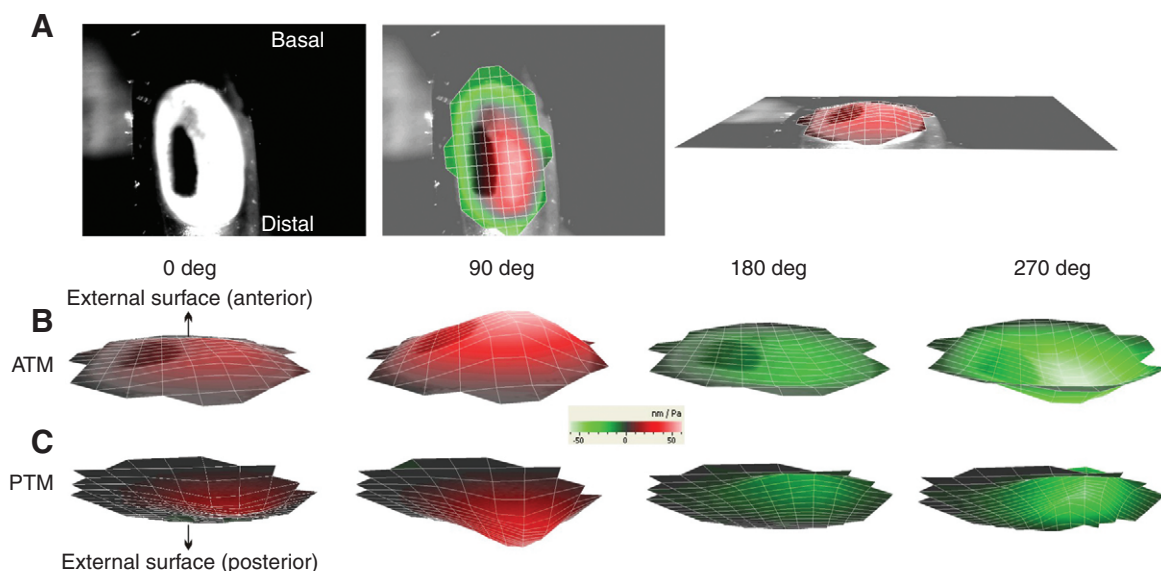 A
Basal
Distal
0 deg
90 deg
180 deg
270 deg
External surface (anterior)
B
ATM
nm / Pa
-50
0
50
C
PTM
External surface (posterior)